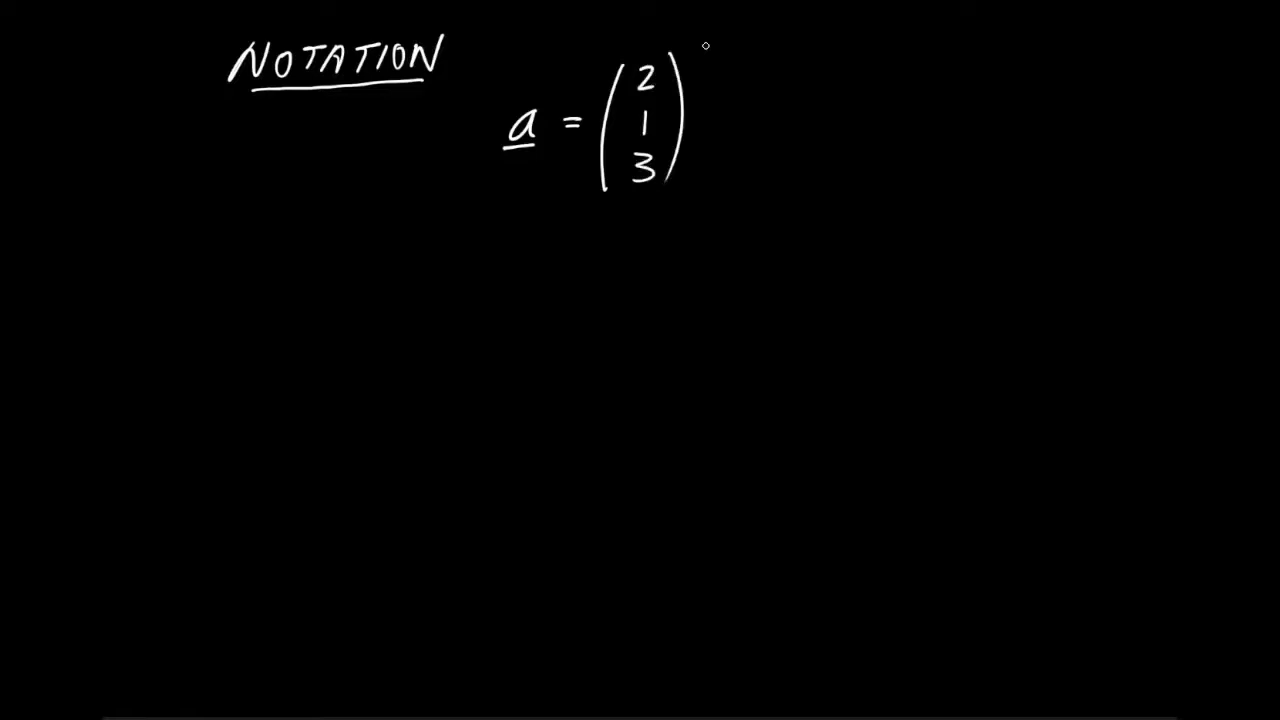 NOTATION
a = (2
1
3)